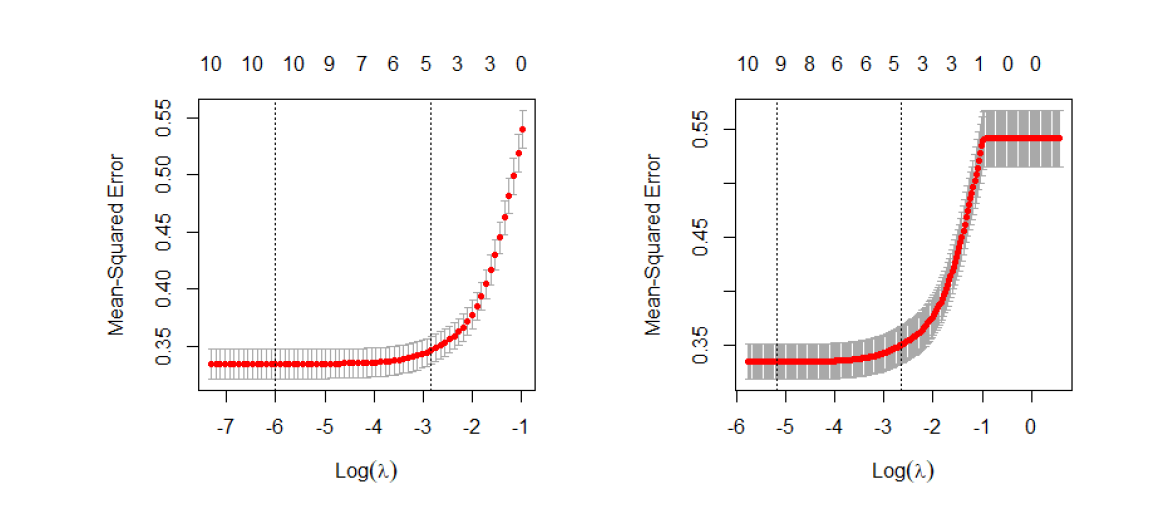 10 10 10 9 7 6 5 3 3 0
0.55
0.50
0.45
0.40
0.35
Mean-Squared Error
-7 -6 -5 -4 -3 -2 -1
Log(λ)
10 9 8 6 6 5 3 3 1 0 0
0.55
0.45
0.35
Mean-Squared Error
-6 -5 -4 -3 -2 -1 0
Log(λ)